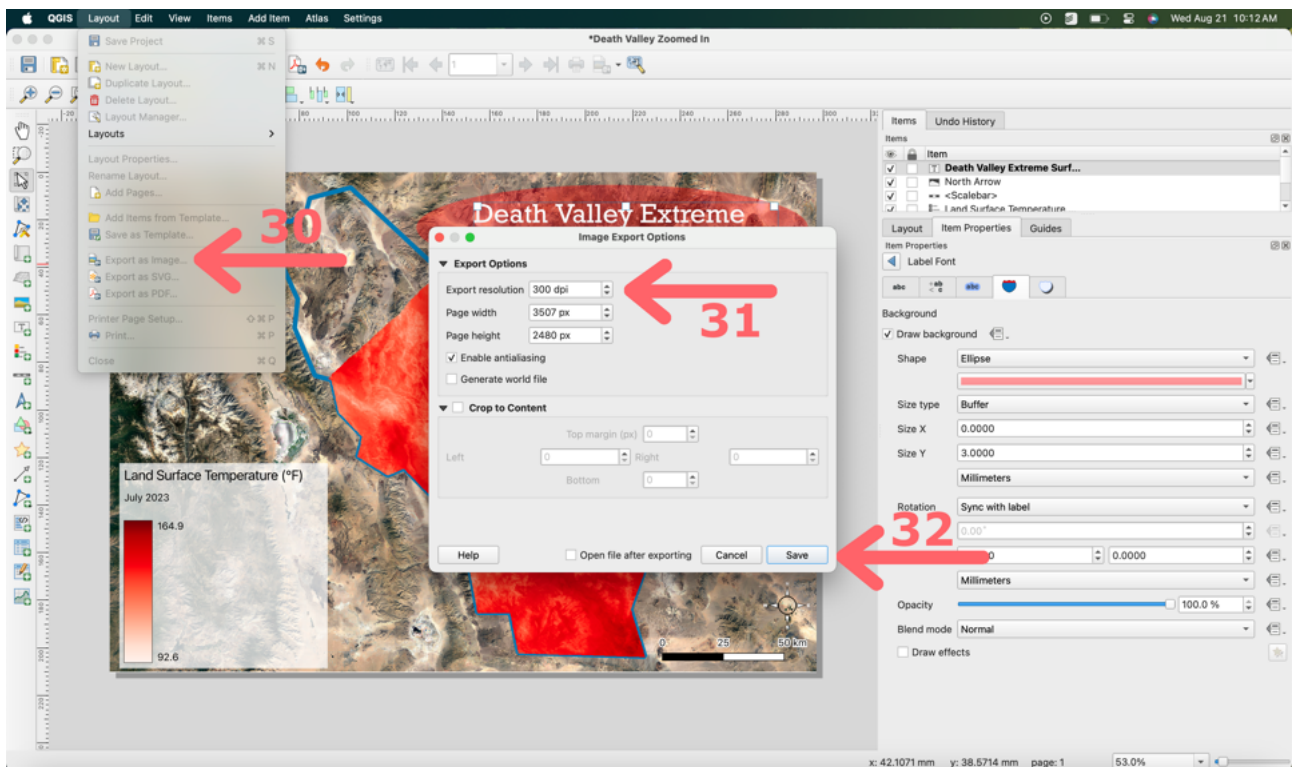 QGIS Layout Edit View Items Add Item Atlas Settings Wed Aug 21 10:12 AM
*Death Valley Zoomed In
Save Project ⌘ S
New Layout... ⌘ N
Duplicate Layout...
Delete Layout...
Layout Manager...
Layouts
Layout Properties...
Rename Layout...
Add Pages...
Add Items from Template...
Save as Template...
Export as Image...
Export as SVG...
Export as PDF...
Printer Page Setup... ⇧ ⌘ P
Print... ⌘ P
Close ⌘ Q
30
Death Valley Extreme
Image Export Options
Export Options
Export resolution 300 dpi
Page width 3507 px
Page height 2480 px
Enable antialiasing
Generate world file
31
Crop to Content
Top margin (px) 0
Left 0 Right 0
Bottom 0
Help Open file after exporting Cancel Save
32
Land Surface Temperature (°F)
July 2023
164.9
92.6
0 25 50 km
Items Undo History
Items
Item
Death Valley Extreme Surf...
North Arrow
<Scalebar>
Land Surface Temperature
Layout Item Properties Guides
Item Properties
Label Font
Background
Draw background
Shape Ellipse
Size type Buffer
Size X 0.0000
Size Y 3.0000
Millimeters
Rotation Sync with label
0.00°
0.0000
Millimeters
Opacity 100.0 %
Blend mode Normal
Draw effects
x: 42.1071 mm y: 38.5714 mm page: 1 53.0%